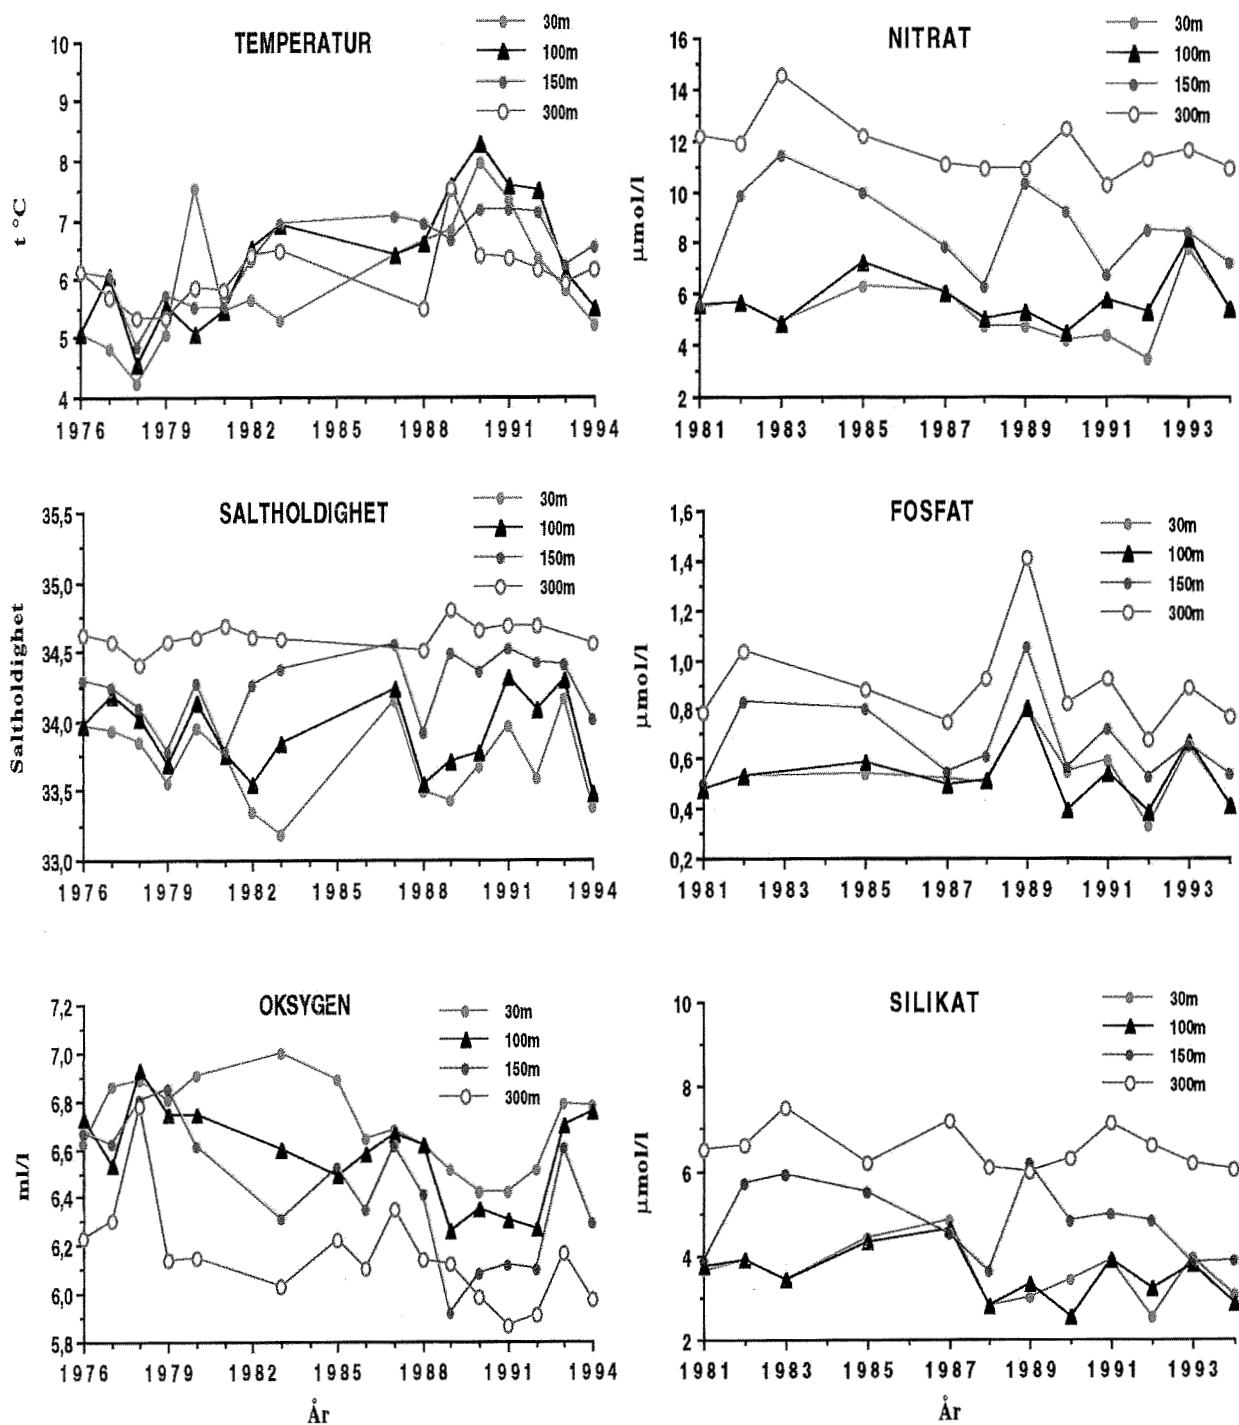 TEMPERATUR
30m
100m
150m
300m
10
9
8
7
6
5
4
t °C
1976 1979 1982 1985 1988 1991 1994
NITRAT
30m
100m
150m
300m
16
14
12
10
8
6
4
2
µmol/l
1981 1983 1985 1987 1989 1991 1993
SALTHOLDIGHET
30m
100m
150m
300m
35,5
35,0
34,5
34,0
33,5
33,0
Saltholdighet
1976 1979 1982 1985 1988 1991 1994
FOSFAT
30m
100m
150m
300m
1,6
1,4
1,2
1,0
0,8
0,6
0,4
0,2
µmol/l
1981 1983 1985 1987 1989 1991 1993
OKSYGEN
30m
100m
150m
300m
7,2
7,0
6,8
6,6
6,4
6,2
6,0
5,8
ml/l
1976 1979 1982 1985 1988 1991 1994
År
SILIKAT
30m
100m
150m
300m
10
8
6
4
2
µmol/l
1981 1983 1985 1987 1989 1991 1993
År